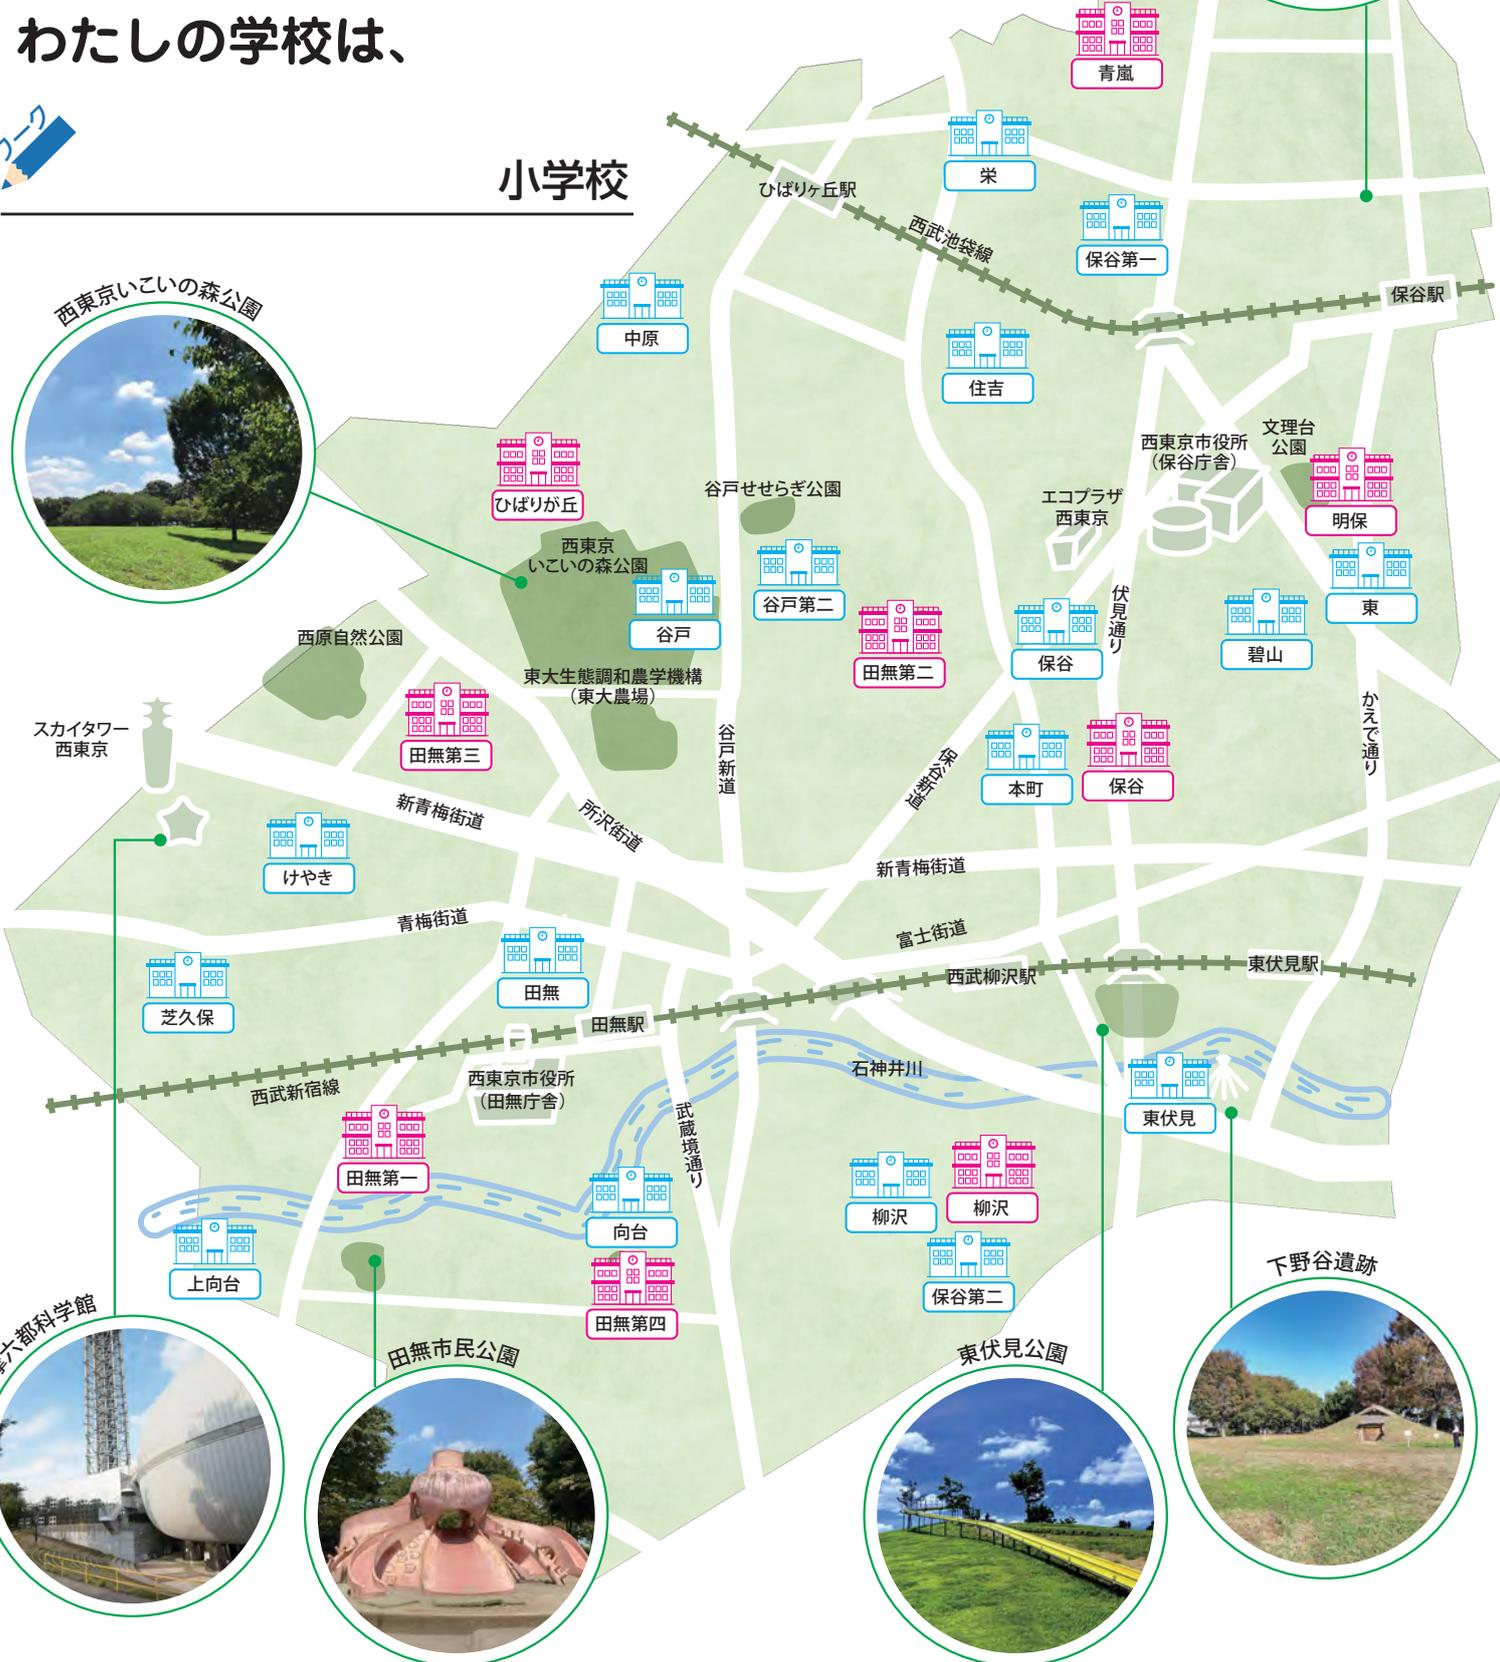 わたしの学校は、
ワーク
小学校
青嵐
栄
ひばりヶ丘駅
西武池袋線
保谷第一
保谷駅
西東京いこいの森公園
中原
住吉
西東京市役所
（保谷庁舎）
文理台
公園
ひばりが丘
谷戸せせらぎ公園
エコプラザ
西東京
明保
西東京
いこいの森公園
谷戸第二
東
谷戸
田無第二
保谷
伏見通り
碧山
西原自然公園
東大生態調和農学機構
（東大農場）
スカイタワー
西東京
田無第三
谷戸新道
保谷新道
本町
保谷
かえで通り
新青梅街道
所沢街道
けやき
新青梅街道
青梅街道
富士街道
田無
西武柳沢駅
東伏見駅
芝久保
田無駅
西武新宿線
西東京市役所
（田無庁舎）
石神井川
東伏見
武蔵境通り
田無第一
向台
柳沢
柳沢
上向台
田無第四
保谷第二
六都科学館
田無市民公園
東伏見公園
下野谷遺跡